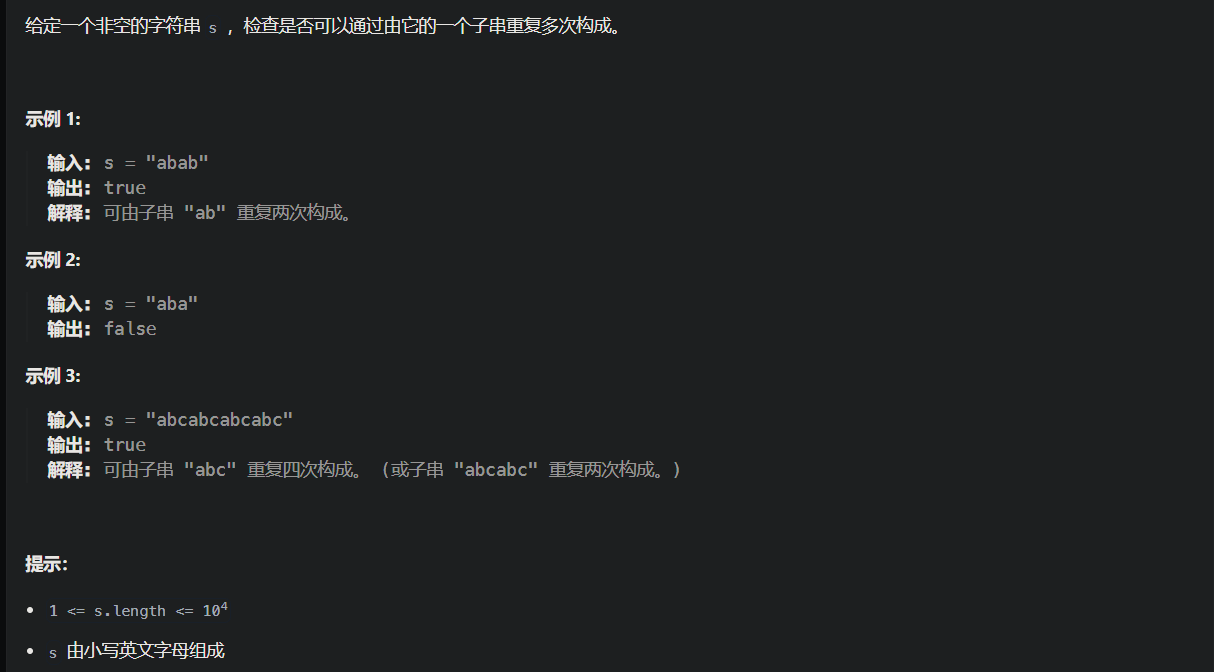 给定一个非空的字符串 s ，检查是否可以通过由它的一个子串重复多次构成。
示例 1:
输入: s = "abab"
输出: true
解释: 可由子串 "ab" 重复两次构成。
示例 2:
输入: s = "aba"
输出: false
示例 3:
输入: s = "abcabcabcabc"
输出: true
解释: 可由子串 "abc" 重复四次构成。 (或子串 "abcabc" 重复两次构成。)
提示：
• 1 <= s.length <= 10⁴
• s 由小写英文字母组成